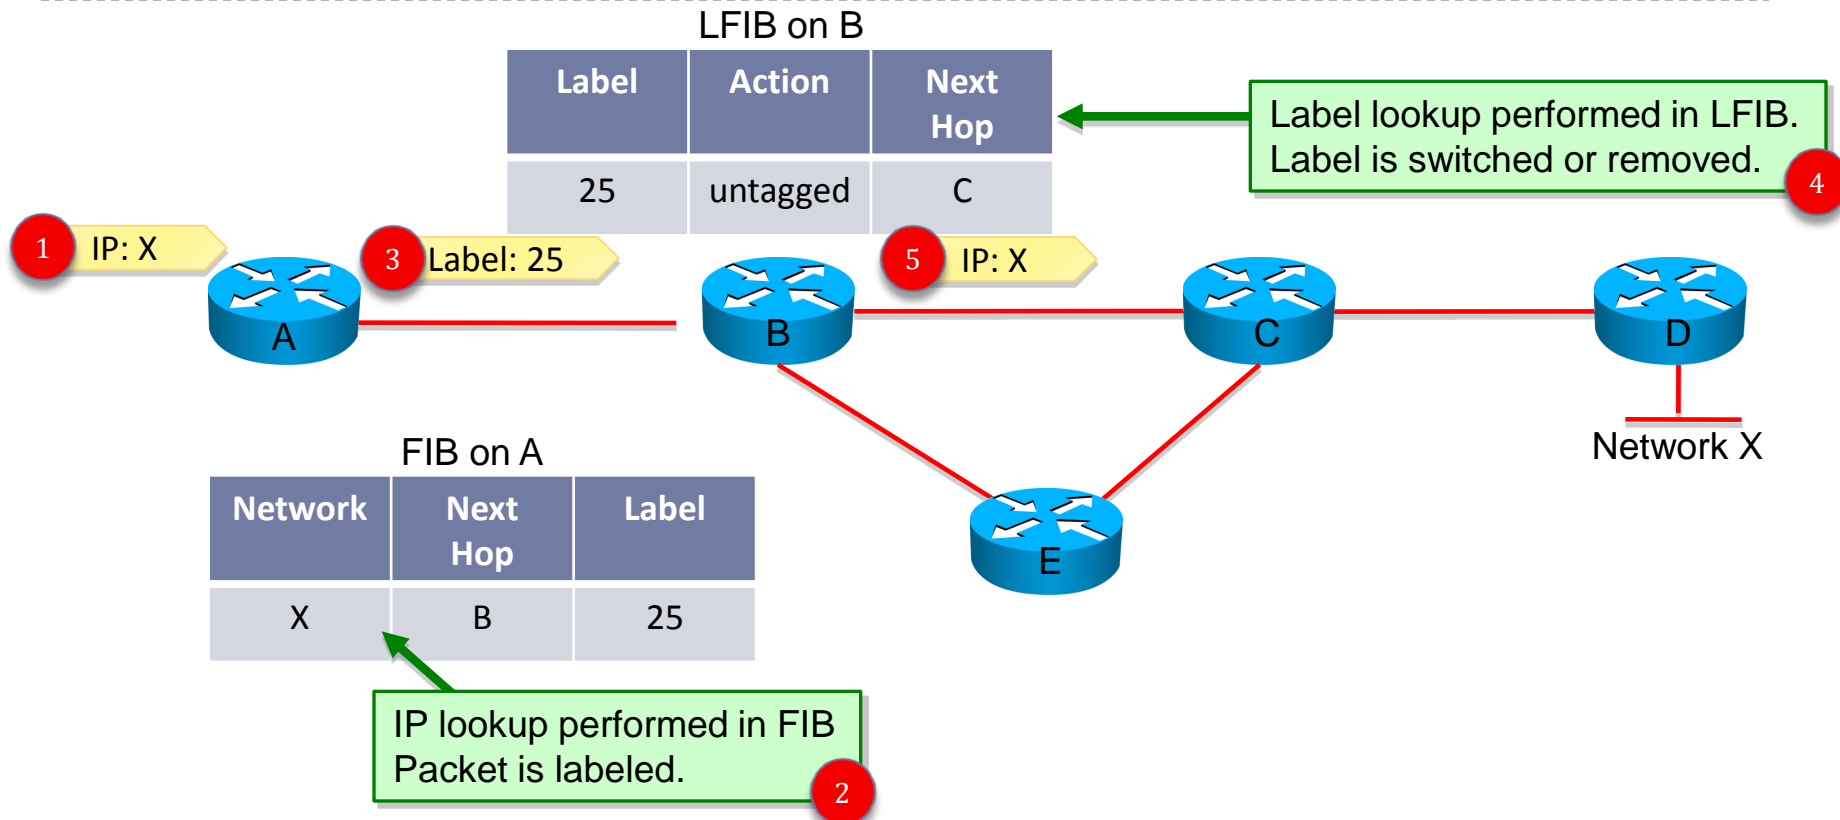 LFIB on B
Label Action Next Hop
25 untagged C
Label lookup performed in LFIB.
Label is switched or removed.
4
1 IP: X
3 Label: 25
5 IP: X
A
B
C
D
E
Network X
FIB on A
Network Next Hop Label
X B 25
IP lookup performed in FIB
Packet is labeled.
2